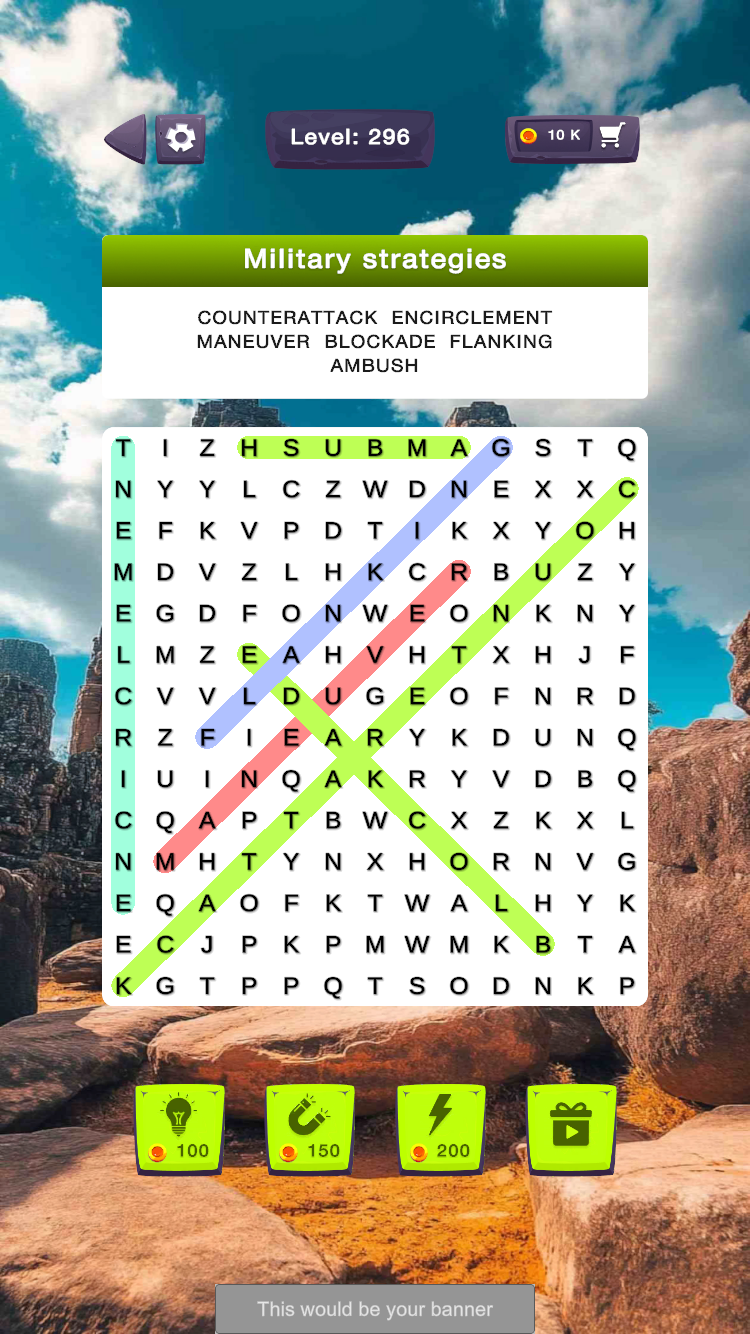 Level: 296
10 K
Military strategies
COUNTERATTACK ENCIRCLEMENT
MANEUVER BLOCKADE FLANKING
AMBUSH
T I Z H S U B M A G S T Q
N Y Y L C Z W D N E X X C
E F K V P D T I K X Y O H
M D V Z L H K C R B U Z Y
E G D F O N W E O N K N Y
L M Z E A H V H T X H J F
C V V L D U G E O F N R D
R Z F I E A R Y K D U N Q
I U I N Q A K R Y V D B Q
C Q A P T B W C X Z K X L
N M H T Y N X H O R N V G
E Q A O F K T W A L H Y K
E C J P K P M W M K B T A
K G T P P Q T S O D N K P
100 150 200
This would be your banner